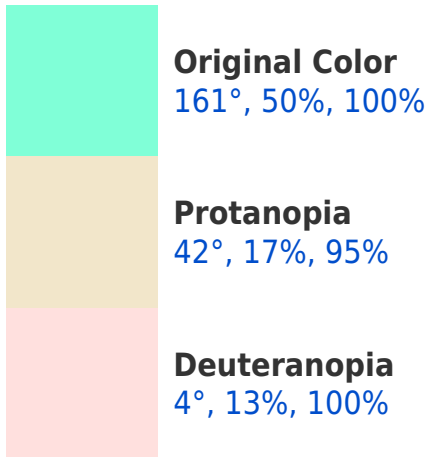 Original Color
161°, 50%, 100%
Protanopia
42°, 17%, 95%
Deuteranopia
4°, 13%, 100%